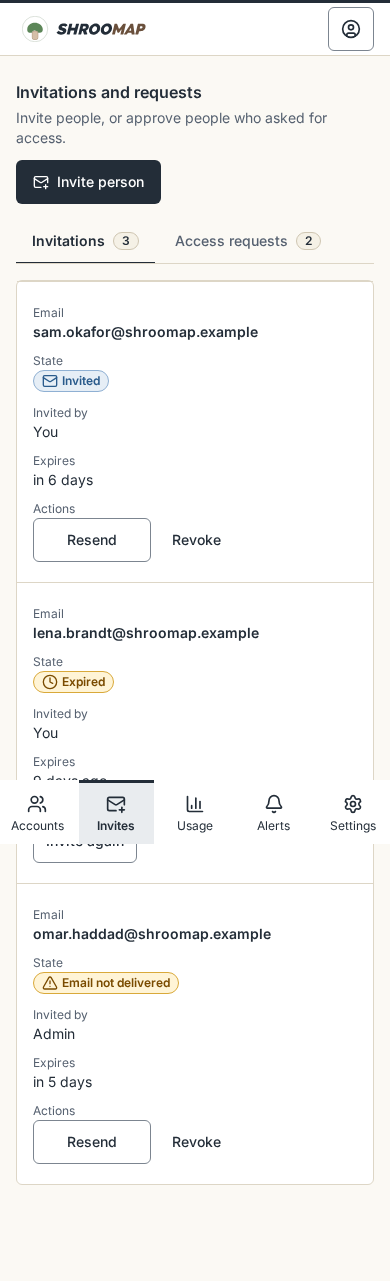 SHROOMAP
Invitations and requests
Invite people, or approve people who asked for
access.
Invite person
Invitations 3 Access requests 2
Email
sam.okafor@shroomap.example
State
Invited
Invited by
You
Expires
in 6 days
Actions
Resend Revoke
Email
lena.brandt@shroomap.example
State
Expired
Invited by
You
Expires
Accounts Invites Usage Alerts Settings
Invite again
Email
omar.haddad@shroomap.example
State
Email not delivered
Invited by
Admin
Expires
in 5 days
Actions
Resend Revoke